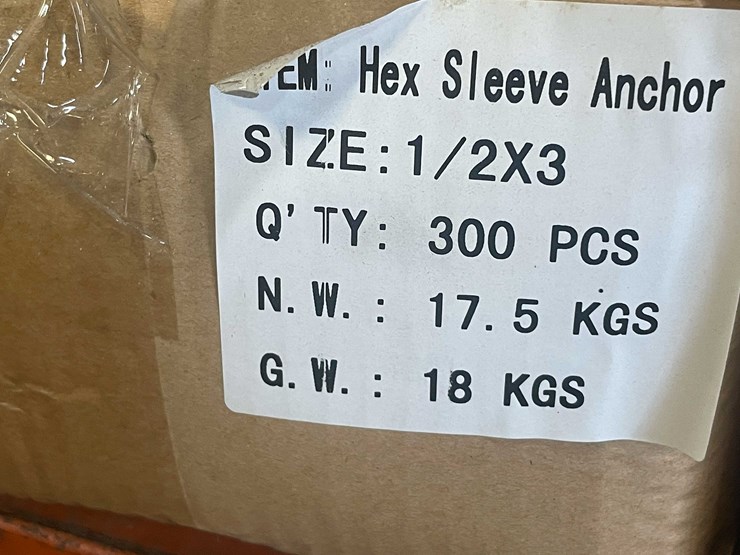 Hex Sleeve Anchor
SIZE:1/2X3
Q'TY: 300 PCS
N.W.: 17.5 KGS
G.W.: 18 KGS